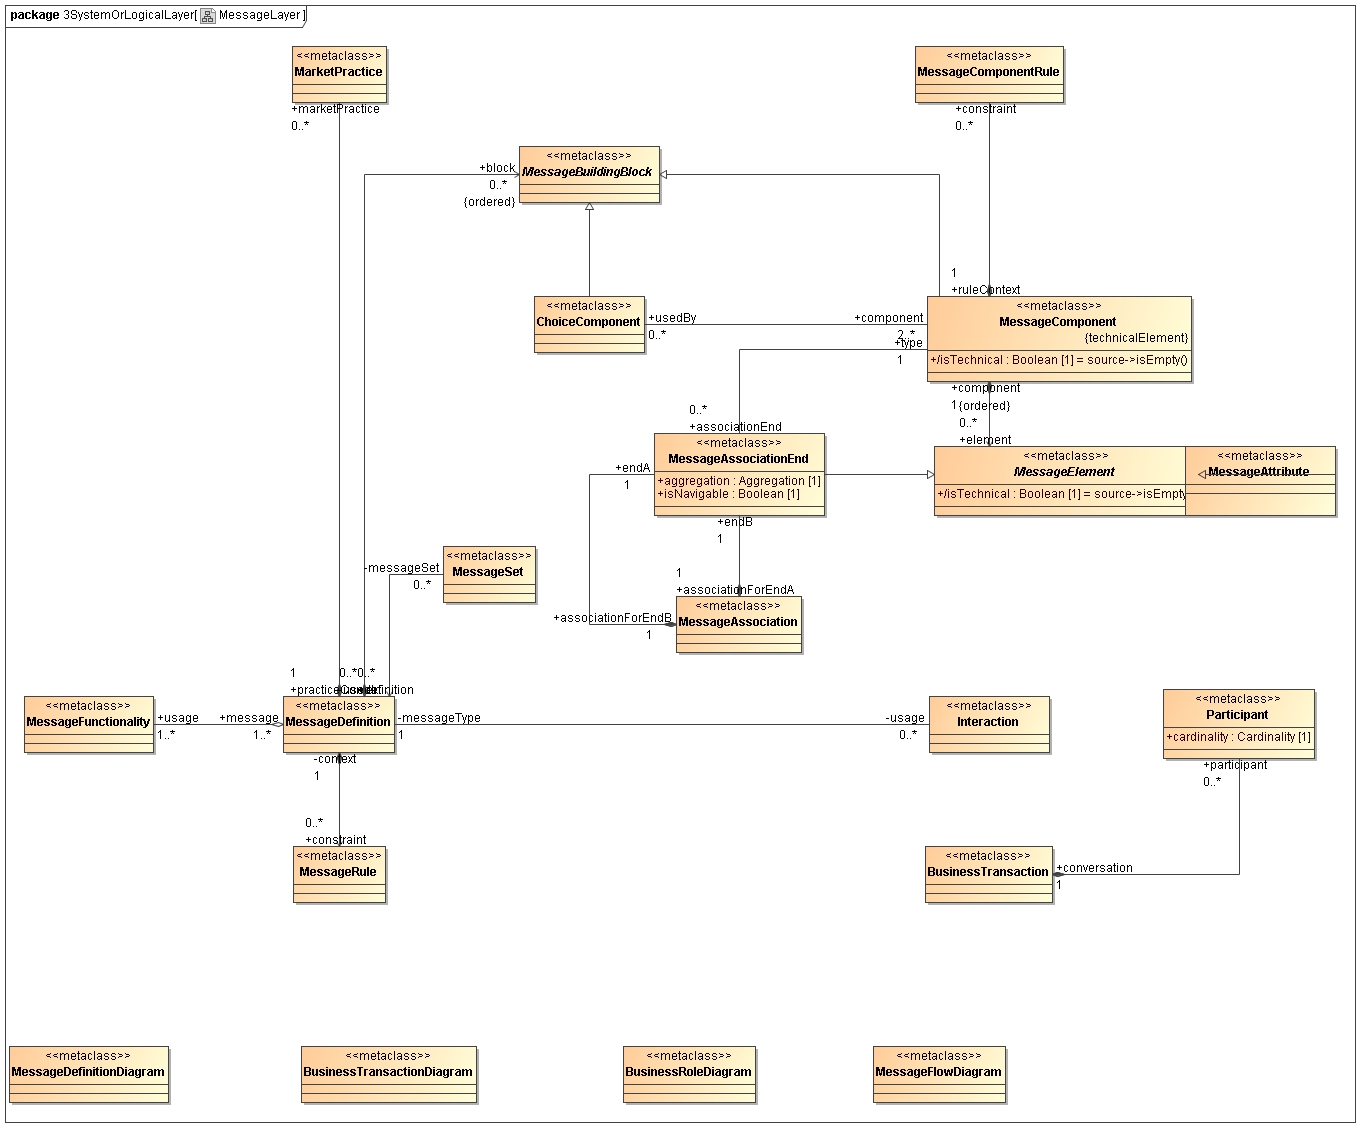 package 3SystemOrLogicalLayer[ MessageLayer]
<<metaclass>>
MarketPractice
+marketPractice
0..*
<<metaclass>>
MessageComponentRule
+constraint
0..*
<<metaclass>>
MessageBuildingBlock
+block
0..*
{ordered}
1
+ruleContext
<<metaclass>>
ChoiceComponent
+usedBy
0..*
+component
2..*
+type
1
<<metaclass>>
MessageComponent
{technicalElement}
+/isTechnical : Boolean [1] = source->isEmpty()
+component
1 {ordered}
0..*
+element
0..*
+associationEnd
<<metaclass>>
MessageAssociationEnd
+aggregation : Aggregation [1]
+isNavigable : Boolean [1]
+endA
1
+endB
1
<<metaclass>>
MessageElement
+/isTechnical : Boolean [1] = source->isEmpty
<<metaclass>>
MessageAttribute
<<metaclass>>
MessageSet
-messageSet
0..*
1
+associationForEndA
+associationForEndB
1
<<metaclass>>
MessageAssociation
1
0..*
0..*
<<metaclass>>
MessageFunctionality
+usage
1..*
+message
1..*
<<metaclass>>
MessageDefinition
-messageType
1
-usage
0..*
<<metaclass>>
Interaction
<<metaclass>>
Participant
+cardinality : Cardinality [1]
+participant
0..*
-context
1
0..*
+constraint
<<metaclass>>
MessageRule
<<metaclass>>
BusinessTransaction
+conversation
1
<<metaclass>>
MessageDefinitionDiagram
<<metaclass>>
BusinessTransactionDiagram
<<metaclass>>
BusinessRoleDiagram
<<metaclass>>
MessageFlowDiagram